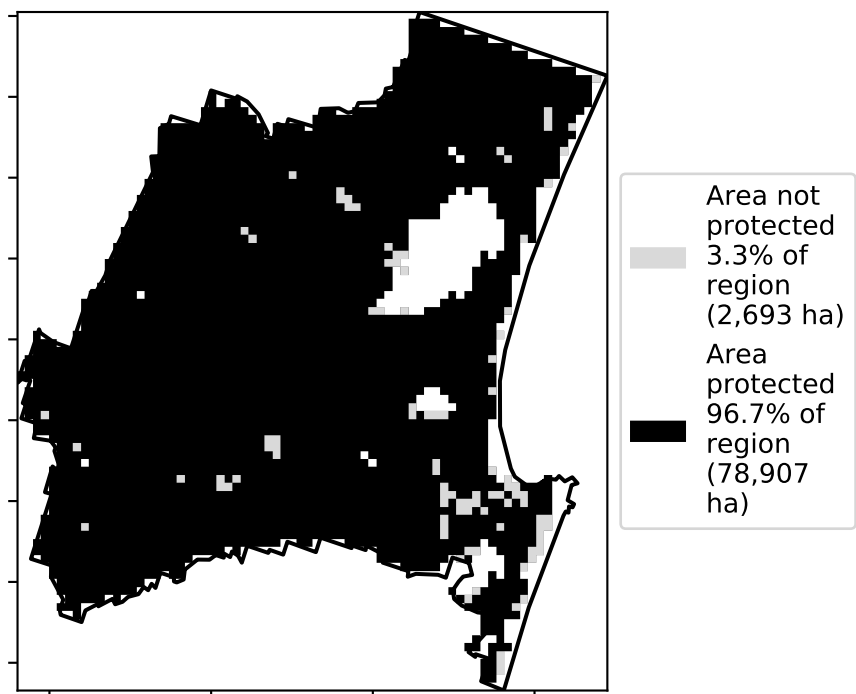 Area not
protected
3.3% of
region
(2,693 ha)
Area
protected
96.7% of
region
(78,907
ha)